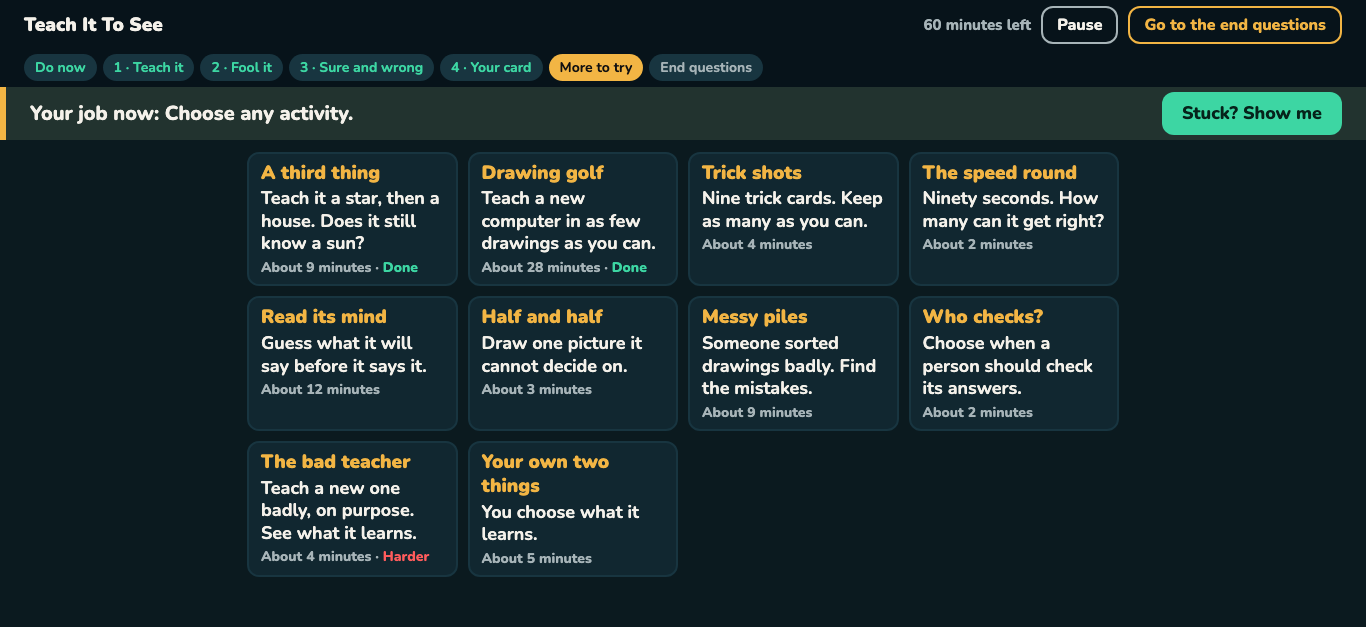 Teach It To See
60 minutes left
Pause
Go to the end questions
Do now
1 · Teach it
2 · Fool it
3 · Sure and wrong
4 · Your card
More to try
End questions
Your job now: Choose any activity.
Stuck? Show me
A third thing
Teach it a star, then a
house. Does it still
know a sun?
About 9 minutes · Done
Drawing golf
Teach a new
computer in as few
drawings as you can.
About 28 minutes · Done
Trick shots
Nine trick cards. Keep
as many as you can.
About 4 minutes
The speed round
Ninety seconds. How
many can it get right?
About 2 minutes
Read its mind
Guess what it will
say before it says it.
About 12 minutes
Half and half
Draw one picture it
cannot decide on.
About 3 minutes
Messy piles
Someone sorted
drawings badly. Find
the mistakes.
About 9 minutes
Who checks?
Choose when a
person should check
its answers.
About 2 minutes
The bad teacher
Teach a new one
badly, on purpose.
See what it learns.
About 4 minutes · Harder
Your own two
things
You choose what it
learns.
About 5 minutes